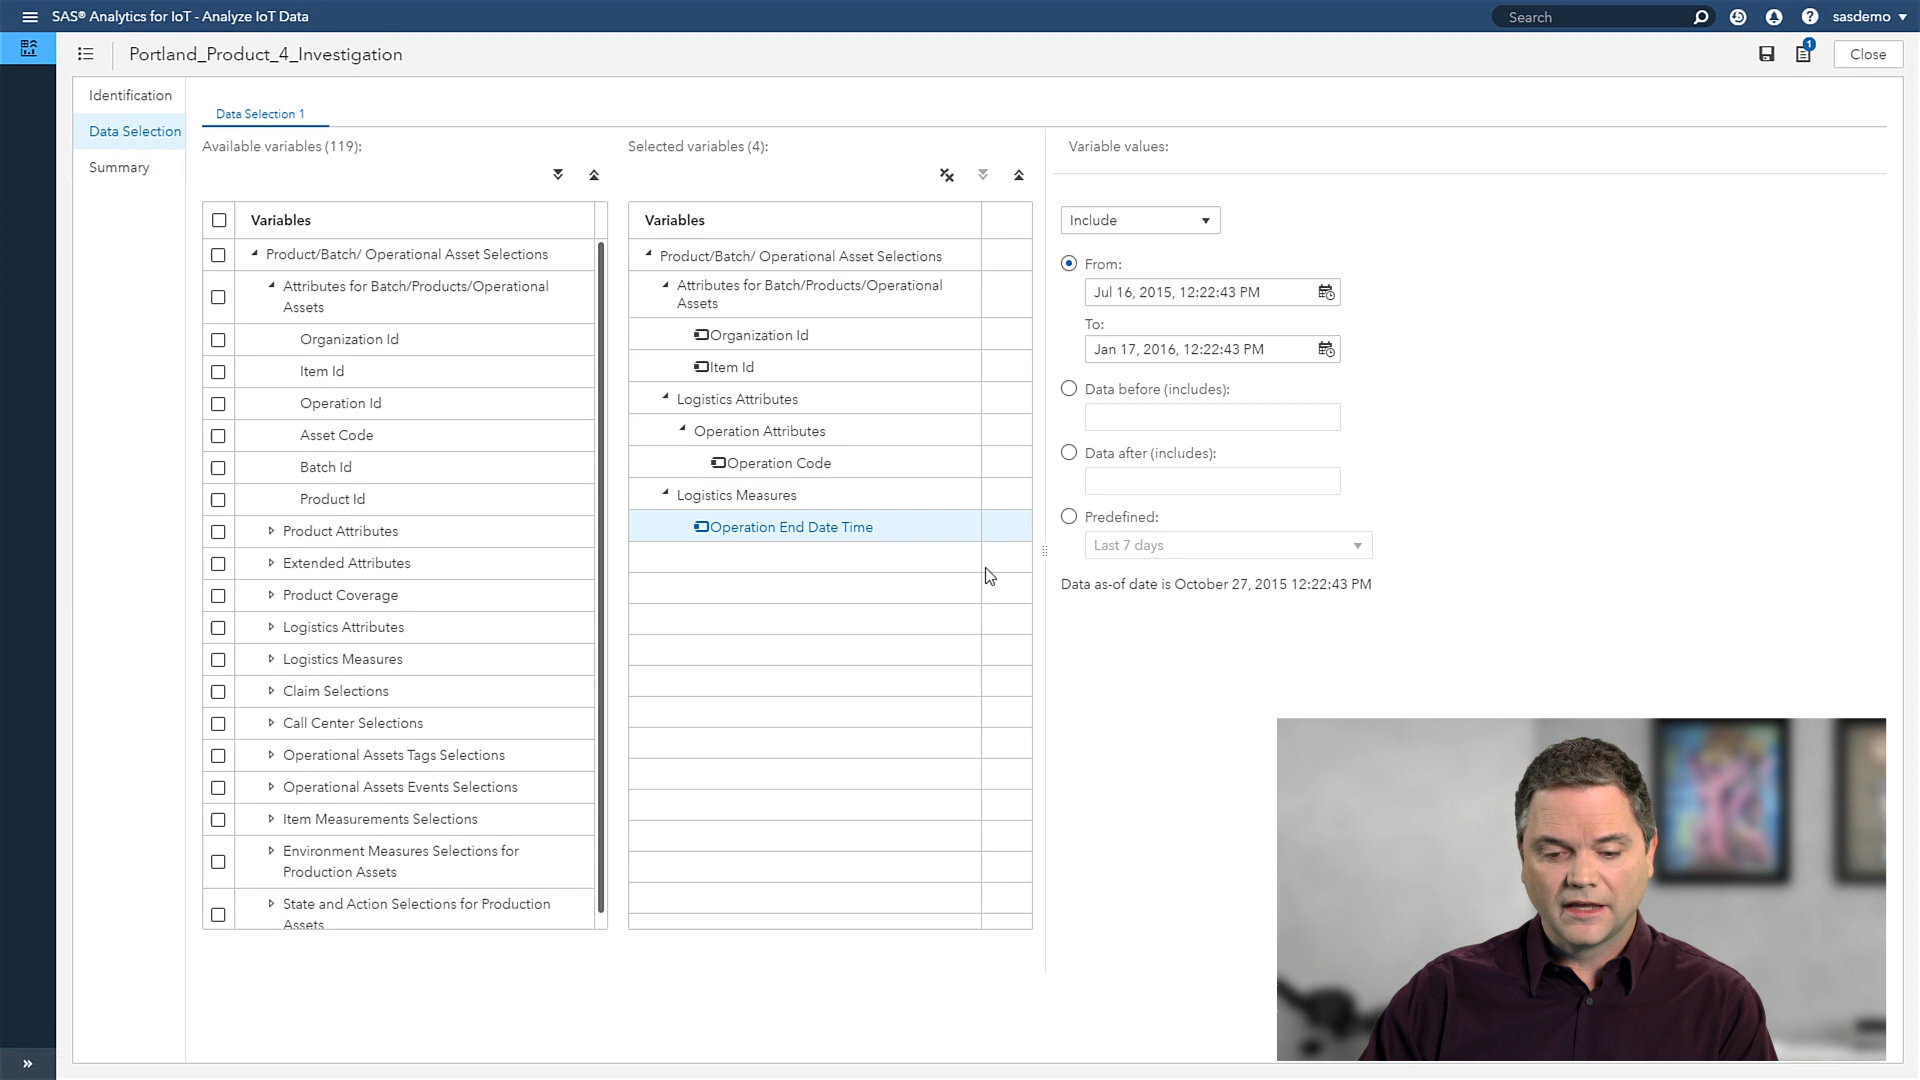 SAS® Analytics for IoT - Analyze IoT Data
Search
sasdemo
Portland_Product_4_Investigation
1
Close
Identification
Data Selection
Summary
Data Selection 1
Available variables (119):
Variables
Product/Batch/ Operational Asset Selections
Attributes for Batch/Products/Operational
Assets
Organization Id
Item Id
Operation Id
Asset Code
Batch Id
Product Id
Product Attributes
Extended Attributes
Product Coverage
Logistics Attributes
Logistics Measures
Claim Selections
Call Center Selections
Operational Assets Tags Selections
Operational Assets Events Selections
Item Measurements Selections
Environment Measures Selections for
Production Assets
State and Action Selections for Production
Assets
Selected variables (4):
Variables
Product/Batch/ Operational Asset Selections
Attributes for Batch/Products/Operational
Assets
Organization Id
Item Id
Logistics Attributes
Operation Attributes
Operation Code
Logistics Measures
Operation End Date Time
Variable values:
Include
From:
Jul 16, 2015, 12:22:43 PM
To:
Jan 17, 2016, 12:22:43 PM
Data before (includes):
Data after (includes):
Predefined:
Last 7 days
Data as-of date is October 27, 2015 12:22:43 PM